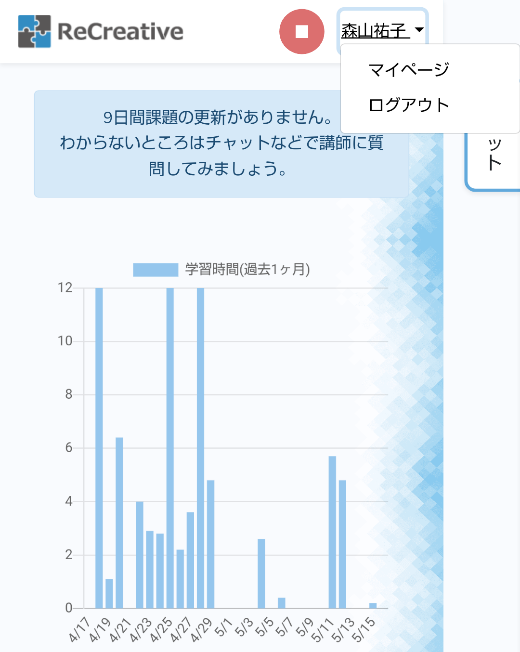 ReCreative
森山祐子
マイページ
ログアウト
ット
9日間課題の更新がありません。
わからないところはチャットなどで講師に質
問してみましょう。
学習時間(過去1ヶ月)
12
10
8
6
4
2
0
4/17
4/19
4/21
4/23
4/25
4/27
4/29
5/1
5/3
5/5
5/7
5/9
5/11
5/13
5/15